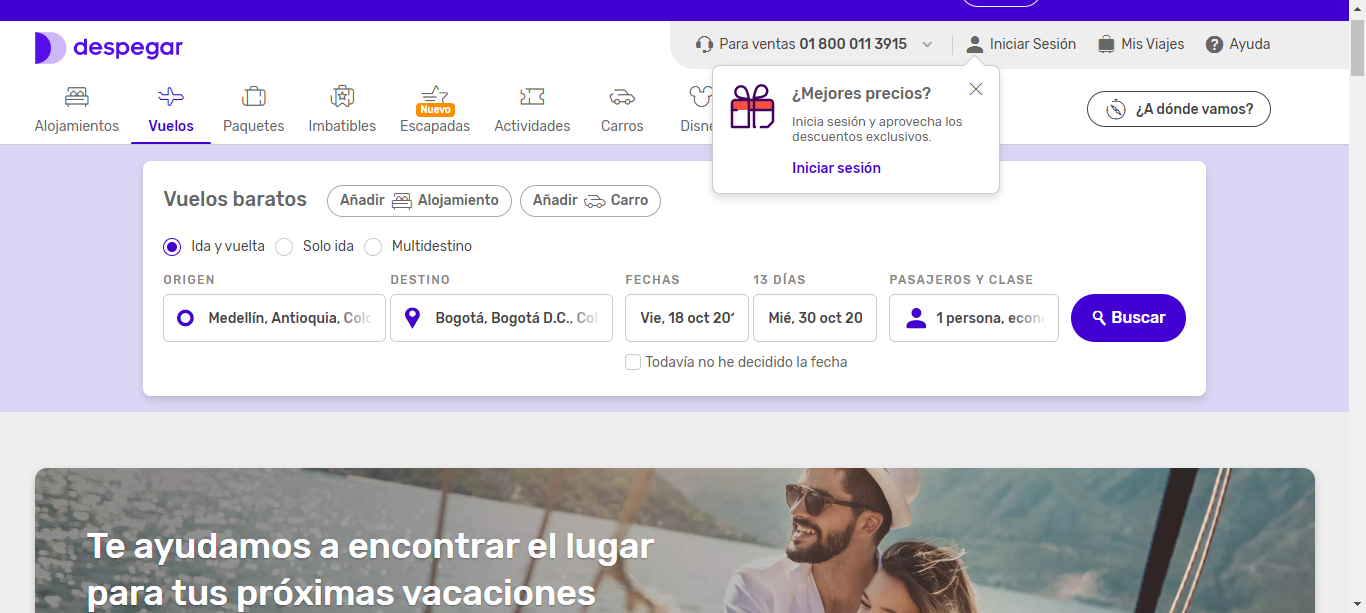 despegar
Para ventas 01 800 011 3915
Iniciar Sesión
Mis Viajes
Ayuda
Alojamientos
Vuelos
Paquetes
Imbatibles
Nuevo
Escapadas
Actividades
Carros
Disne
¿A dónde vamos?
¿Mejores precios?
Inicia sesión y aprovecha los
descuentos exclusivos.
Iniciar sesión
Vuelos baratos
Añadir Alojamiento
Añadir Carro
Ida y vuelta
Solo ida
Multidestino
ORIGEN
DESTINO
FECHAS
13 DÍAS
PASAJEROS Y CLASE
Medellín, Antioquia, Colo
Bogotá, Bogotá D.C., Col
Vie, 18 oct 20
Mié, 30 oct 20
1 persona, econ
Buscar
Todavía no he decidido la fecha
Te ayudamos a encontrar el lugar
para tus próximas vacaciones